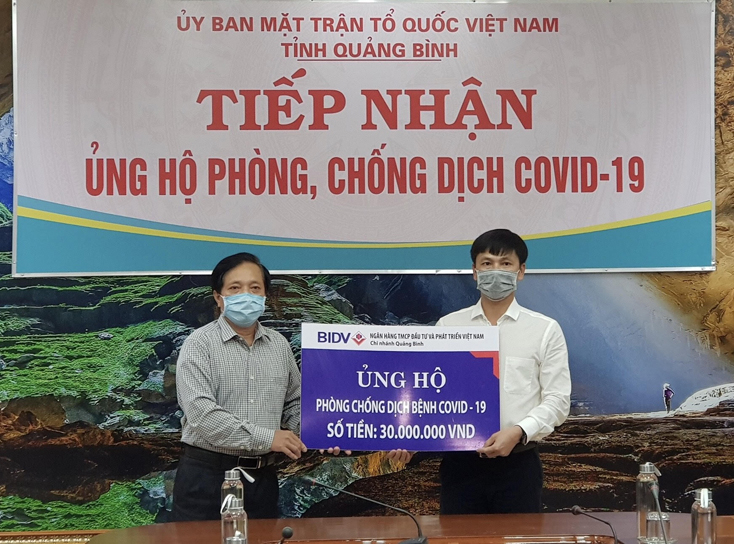 ỦY BAN MẶT TRẬN TỔ QUỐC VIỆT NAM
TỈNH QUẢNG BÌNH
TIẾP NHẬN
ỦNG HỘ PHÒNG, CHỐNG DỊCH COVID-19
BIDV NGÂN HÀNG TMCP ĐẦU TƯ VÀ PHÁT TRIỂN VIỆT NAM
Chi nhánh Quảng Bình
ỦNG HỘ
PHÒNG CHỐNG DỊCH BỆNH COVID - 19
SỐ TIỀN: 30.000.000 VND